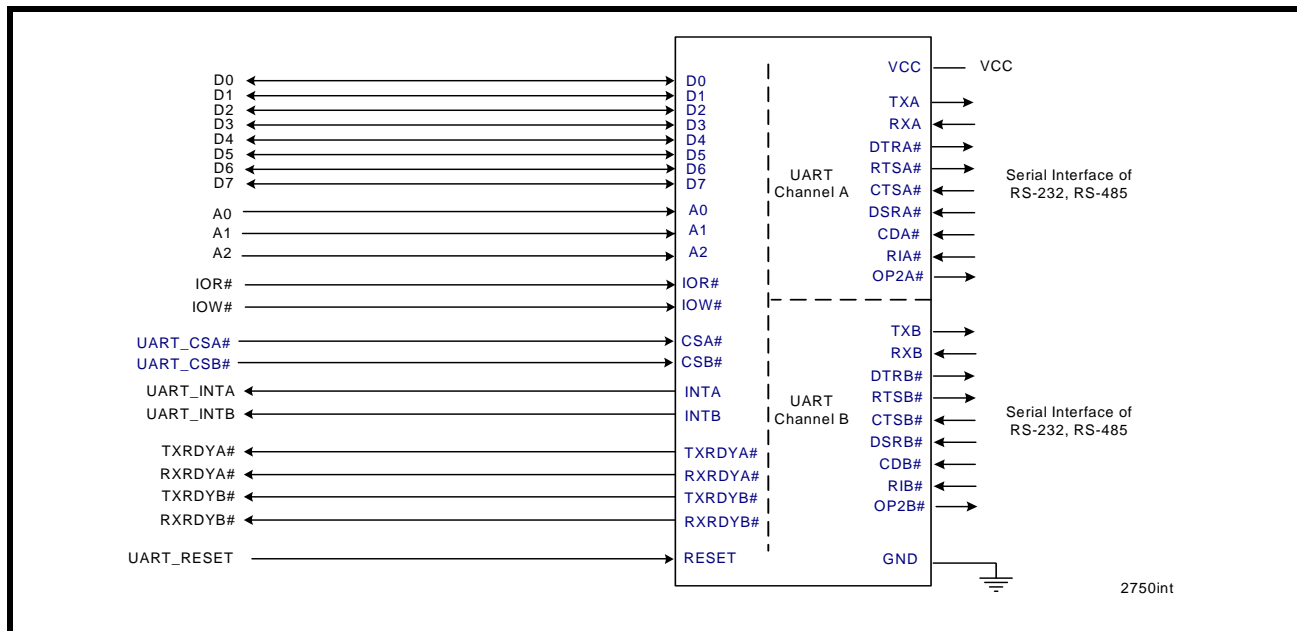 D0
D1
D2
D3
D4
D5
D6
D7
A0
A1
A2
IOR#
IOW#
UART_CSA#
UART_CSB#
UART_INTA
UART_INTB
TXRDYA#
RXRDYA#
TXRDYB#
RXRDYB#
UART_RESET
D0
D1
D2
D3
D4
D5
D6
D7
A0
A1
A2
IOR#
IOW#
CSA#
CSB#
INTA
INTB
TXRDYA#
RXRDYA#
TXRDYB#
RXRDYB#
RESET
UART
Channel A
UART
Channel B
VCC
TXA
RXA
DTRA#
RTSA#
CTSA#
DSRA#
CDA#
RIA#
OP2A#
TXB
RXB
DTRB#
RTSB#
CTSB#
DSRB#
CDB#
RIB#
OP2B#
GND
VCC
Serial Interface of
RS-232, RS-485
Serial Interface of
RS-232, RS-485
2750int